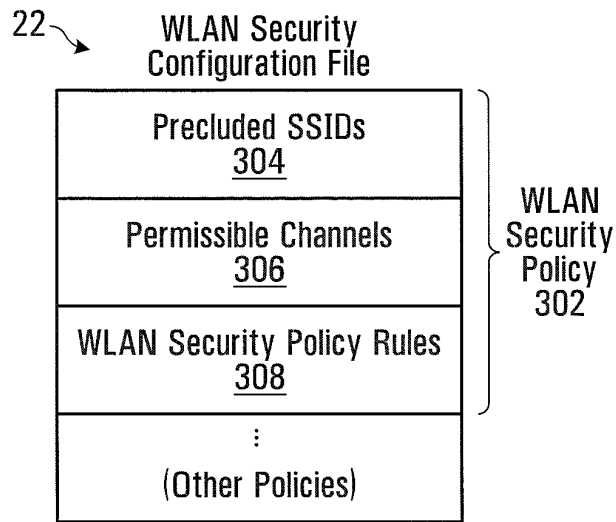 22
WLAN Security
Configuration File
Precluded SSIDs
304
Permissible Channels
306
WLAN Security Policy Rules
308
⋮
(Other Policies)
WLAN
Security
Policy
302